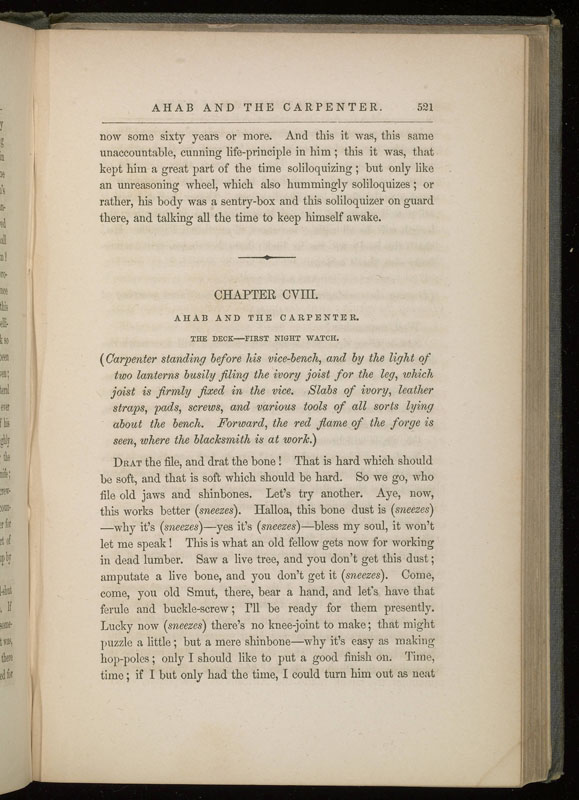 AHAB AND THE CARPENTER. 521
now some sixty years or more. And this it was, this same
unaccountable, cunning life-principle in him; this it was, that
kept him a great part of the time soliloquizing; but only like
an unreasoning wheel, which also hummingly soliloquizes; or
rather, his body was a sentry-box and this soliloquizer on guard
there, and talking all the time to keep himself awake.
CHAPTER CVIII.
AHAB AND THE CARPENTER.
THE DECK—FIRST NIGHT WATCH.
(Carpenter standing before his vice-bench, and by the light of
two lanterns busily filing the ivory joist for the leg, which
joist is firmly fixed in the vice. Slabs of ivory, leather
straps, pads, screws, and various tools of all sorts lying
about the bench. Forward, the red flame of the forge is
seen, where the blacksmith is at work.)
DRAT the file, and drat the bone! That is hard which should
be soft, and that is soft which should be hard. So we go, who
file old jaws and shinbones. Let's try another. Aye, now,
this works better (sneezes). Halloa, this bone dust is (sneezes)
—why it's (sneezes)—yes it's (sneezes)—bless my soul, it won't
let me speak! This is what an old fellow gets now for working
in dead lumber. Saw a live tree, and you don't get this dust;
amputate a live bone, and you don't get it (sneezes). Come,
come, you old Smut, there, bear a hand, and let's have that
ferule and buckle-screw; I'll be ready for them presently.
Lucky now (sneezes) there's no knee-joint to make; that might
puzzle a little; but a mere shinbone—why it's easy as making
hop-poles; only I should like to put a good finish on. Time,
time; if I but only had the time, I could turn him out as neat